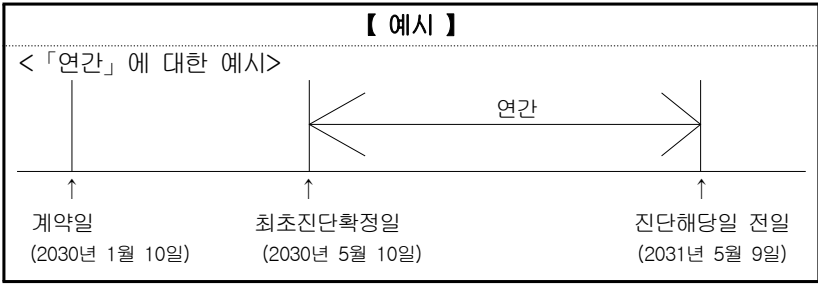 【 예시 】
<「연간」에 대한 예시>
연간
↑ ↑ ↑
계약일 최초진단확정일 진단해당일 전일
(2030년 1월 10일) (2030년 5월 10일) (2031년 5월 9일)